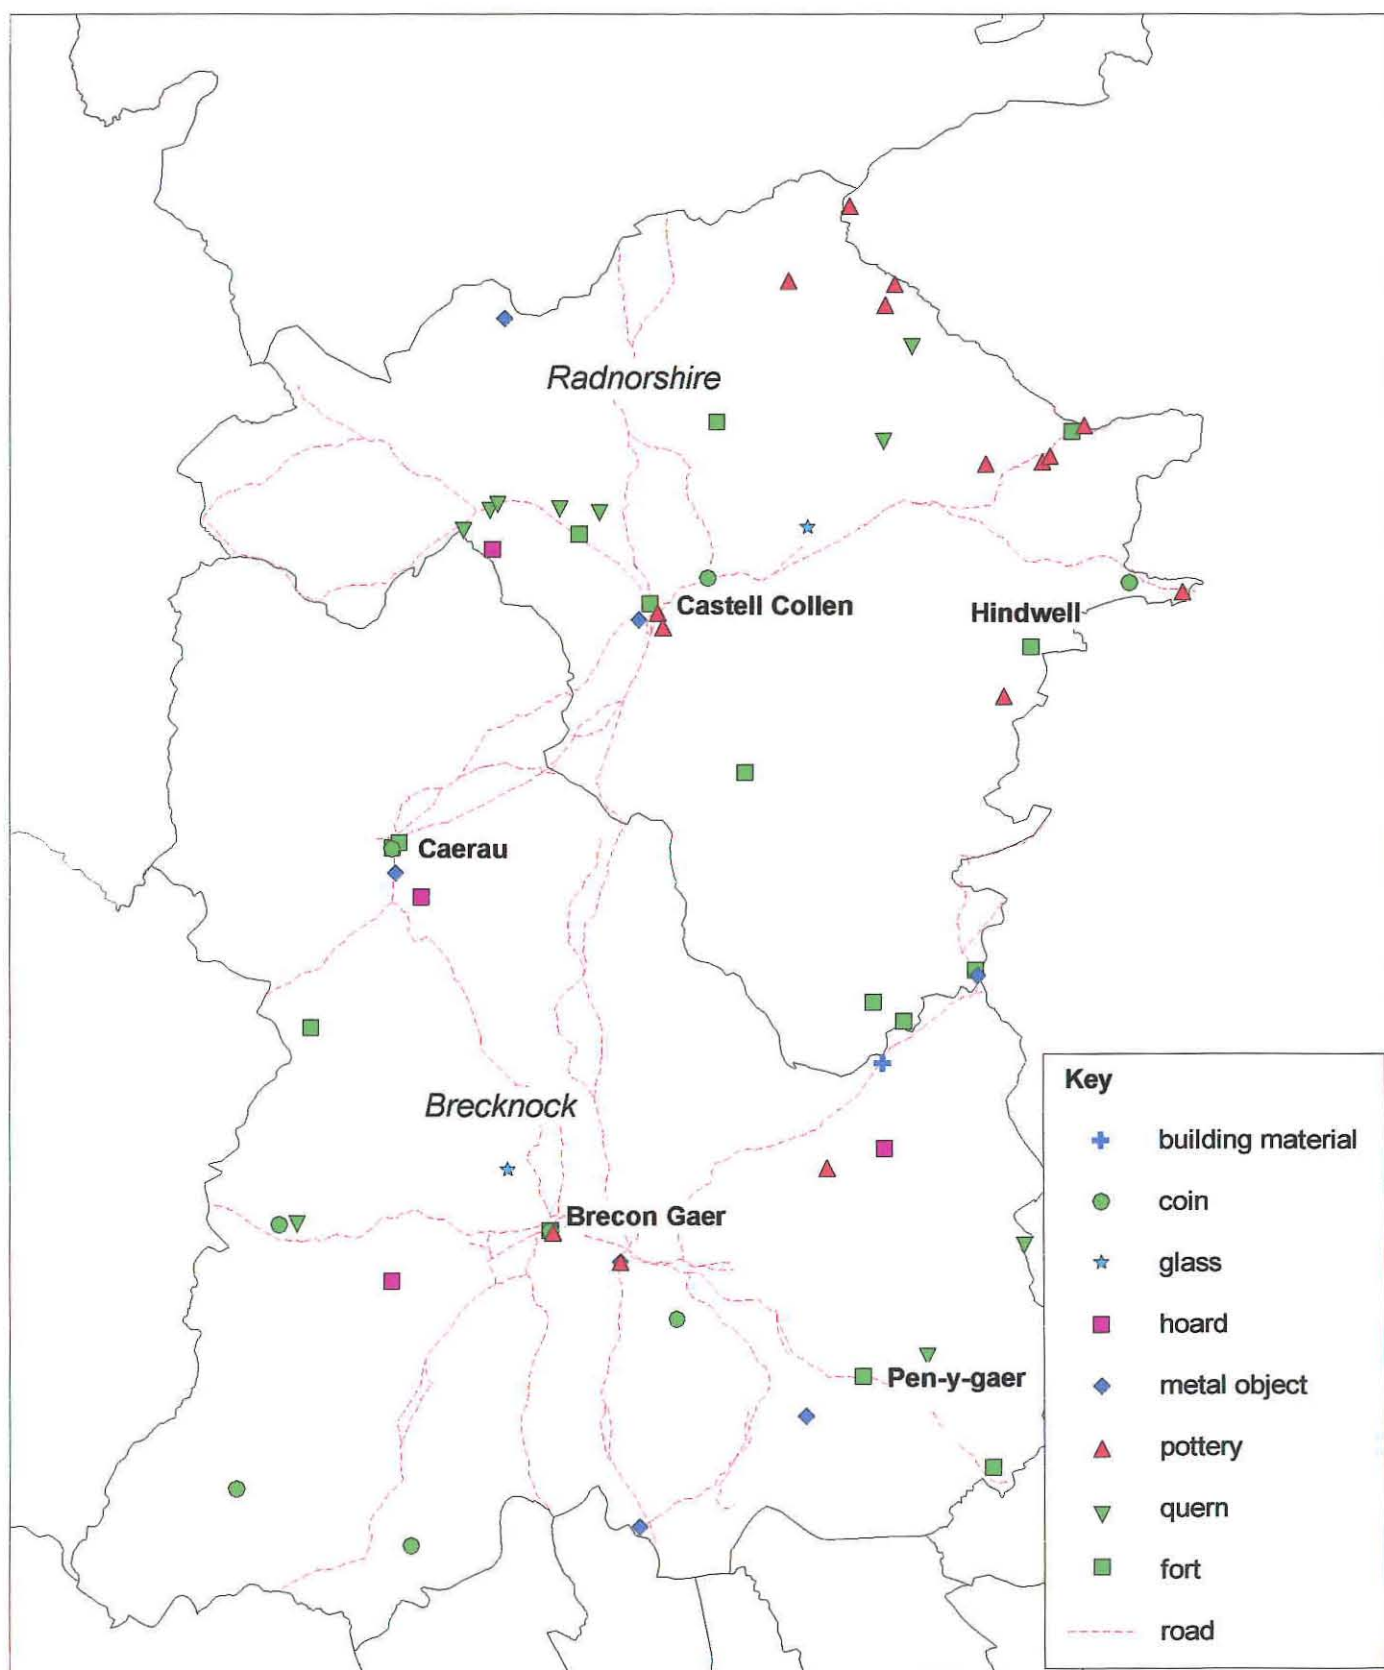 Radnorshire
Castell Collen
Hindwell
Caerau
Brecknock
Brecon Gaer
Pen-y-gaer
Key
building material
coin
glass
hoard
metal object
pottery
quern
fort
road